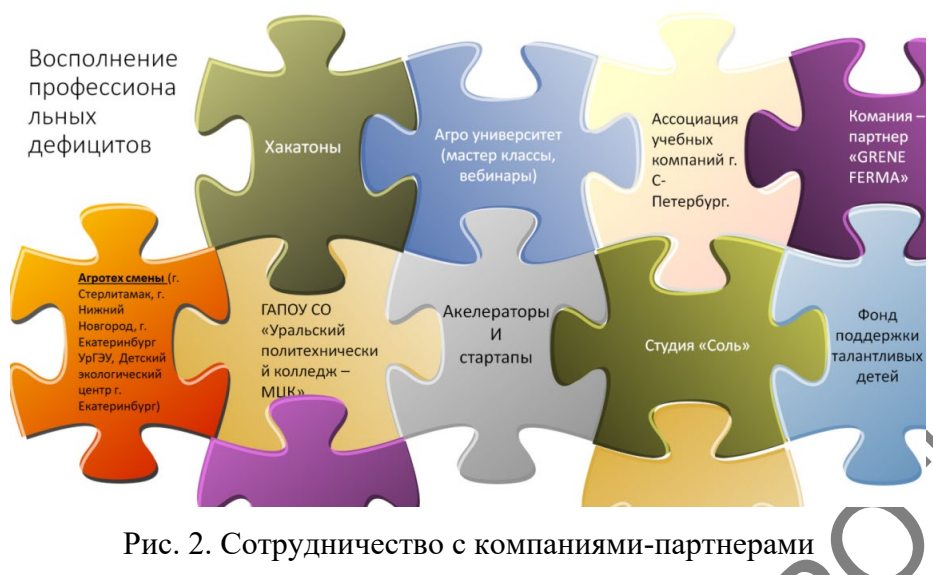 Восполнение
профессиона
льных
дефицитов
Хакатоны
Агро университет
(мастер классы,
вебинары)
Ассоциация
учебных
компаний г.
С-
Петербург.
Комания –
партнер
«GRENE
FERMA»
Агротех смены (г.
Стерлитамак, г.
Нижний
Новгород, г.
Екатеринбург
УрГЭУ, Детский
экологический
центр г.
Екатеринбург)
ГАПОУ СО
«Уральский
политехнически
й колледж –
МЦК»
Акелераторы
И
стартапы
Студия «Соль»
Фонд
поддержки
талантливых
детей
Рис. 2. Сотрудничество с компаниями-партнерами